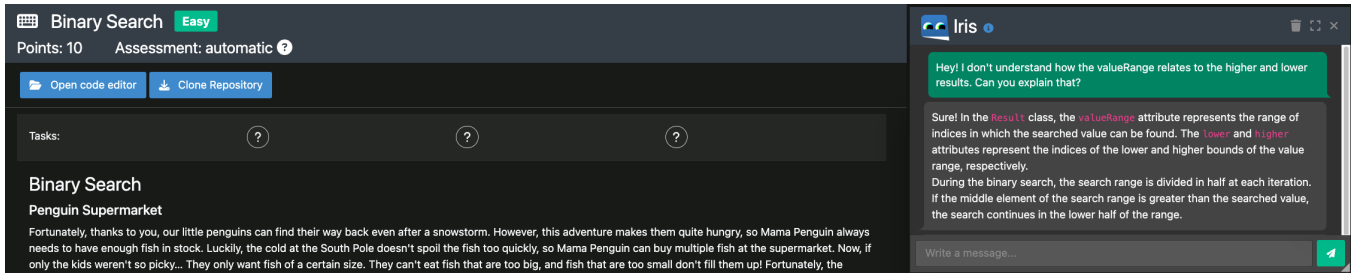 Binary Search Easy
Points: 10 Assessment: automatic ?
Open code editor Clone Repository
Tasks: ? ? ?
Binary Search
Penguin Supermarket
Fortunately, thanks to you, our little penguins can find their way back even after a snowstorm. However, this adventure makes them quite hungry, so Mama Penguin always
needs to have enough fish in stock. Luckily, the cold at the South Pole doesn't spoil the fish too quickly, so Mama Penguin can buy multiple fish at the supermarket. Now, if
only the kids weren't so picky... They only want fish of a certain size. They can't eat fish that are too big, and fish that are too small don't fill them up! Fortunately, the
Iris
Hey! I don't understand how the valueRange relates to the higher and lower
results. Can you explain that?
Sure! In the Result class, the valueRange attribute represents the range of
indices in which the searched value can be found. The lower and higher
attributes represent the indices of the lower and higher bounds of the value
range, respectively.
During the binary search, the search range is divided in half at each iteration.
If the middle element of the search range is greater than the searched value,
the search continues in the lower half of the range.
Write a message...